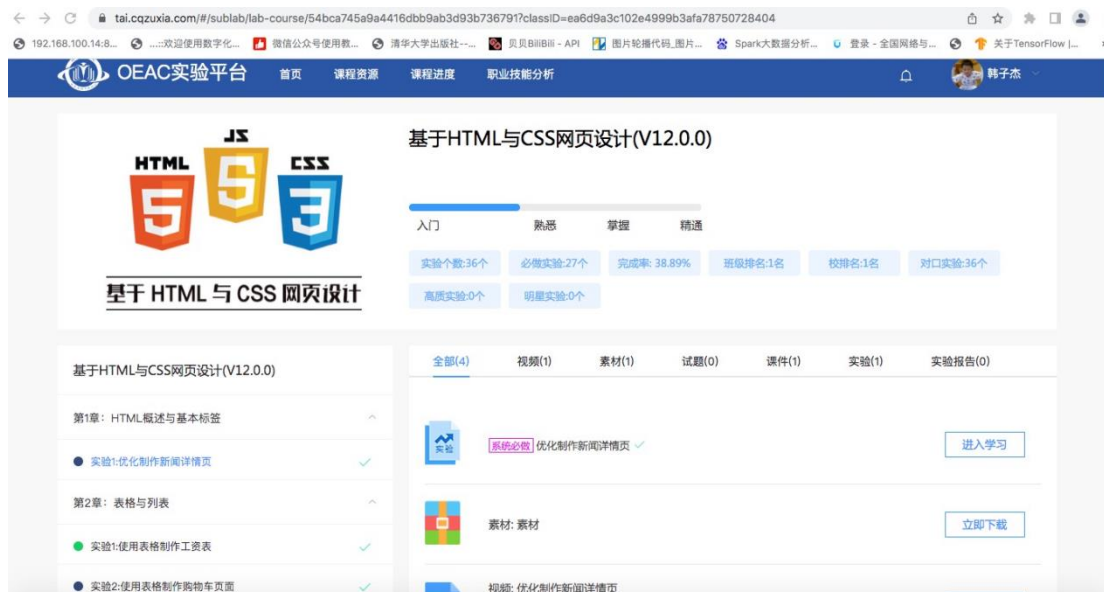 tai.cqzuxia.com/#/sublab/lab-course/54bca745a9a4416dbb9ab3d93b736791?classID=ea6d9a3c102e4999b3afa78750728404
192.168.100.14:8... ...::欢迎使用数字化... 微信公众号使用教... 清华大学出版社--... 贝贝BiliBili - API 图片轮播代码_图片... Spark大数据分析... 登录 - 全国网络与... 关于TensorFlow |...
OEAC实验平台 首页 课程资源 课程进度 职业技能分析 韩子杰
JS
HTML CSS
5 5 3
基于 HTML 与 CSS 网页设计
基于HTML与CSS网页设计(V12.0.0)
入门 熟悉 掌握 精通
实验个数:36个 必做实验:27个 完成率: 38.89% 班级排名:1名 校排名:1名 对口实验:36个
高质实验:0个 明星实验:0个
基于HTML与CSS网页设计(V12.0.0)
第1章：HTML概述与基本标签
实验1:优化制作新闻详情页
第2章：表格与列表
实验1:使用表格制作工资表
实验2:使用表格制作购物车页面
全部(4) 视频(1) 素材(1) 试题(0) 课件(1) 实验(1) 实验报告(0)
实验 系统必做 优化制作新闻详情页 进入学习
素材: 素材 立即下载
视频: 优化制作新闻详情页